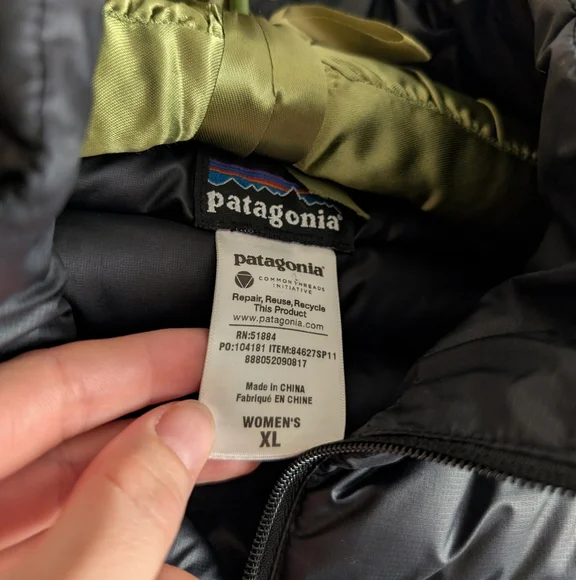 patagonia
patagonia
COMMON THREADS
INITIATIVE
Repair, Reuse, Recycle
This Product
www.patagonia.com
RN:51884
PO:104181 ITEM:84627SP11
888052090817
Made in CHINA
Fabriqué EN CHINE
WOMEN'S
XL